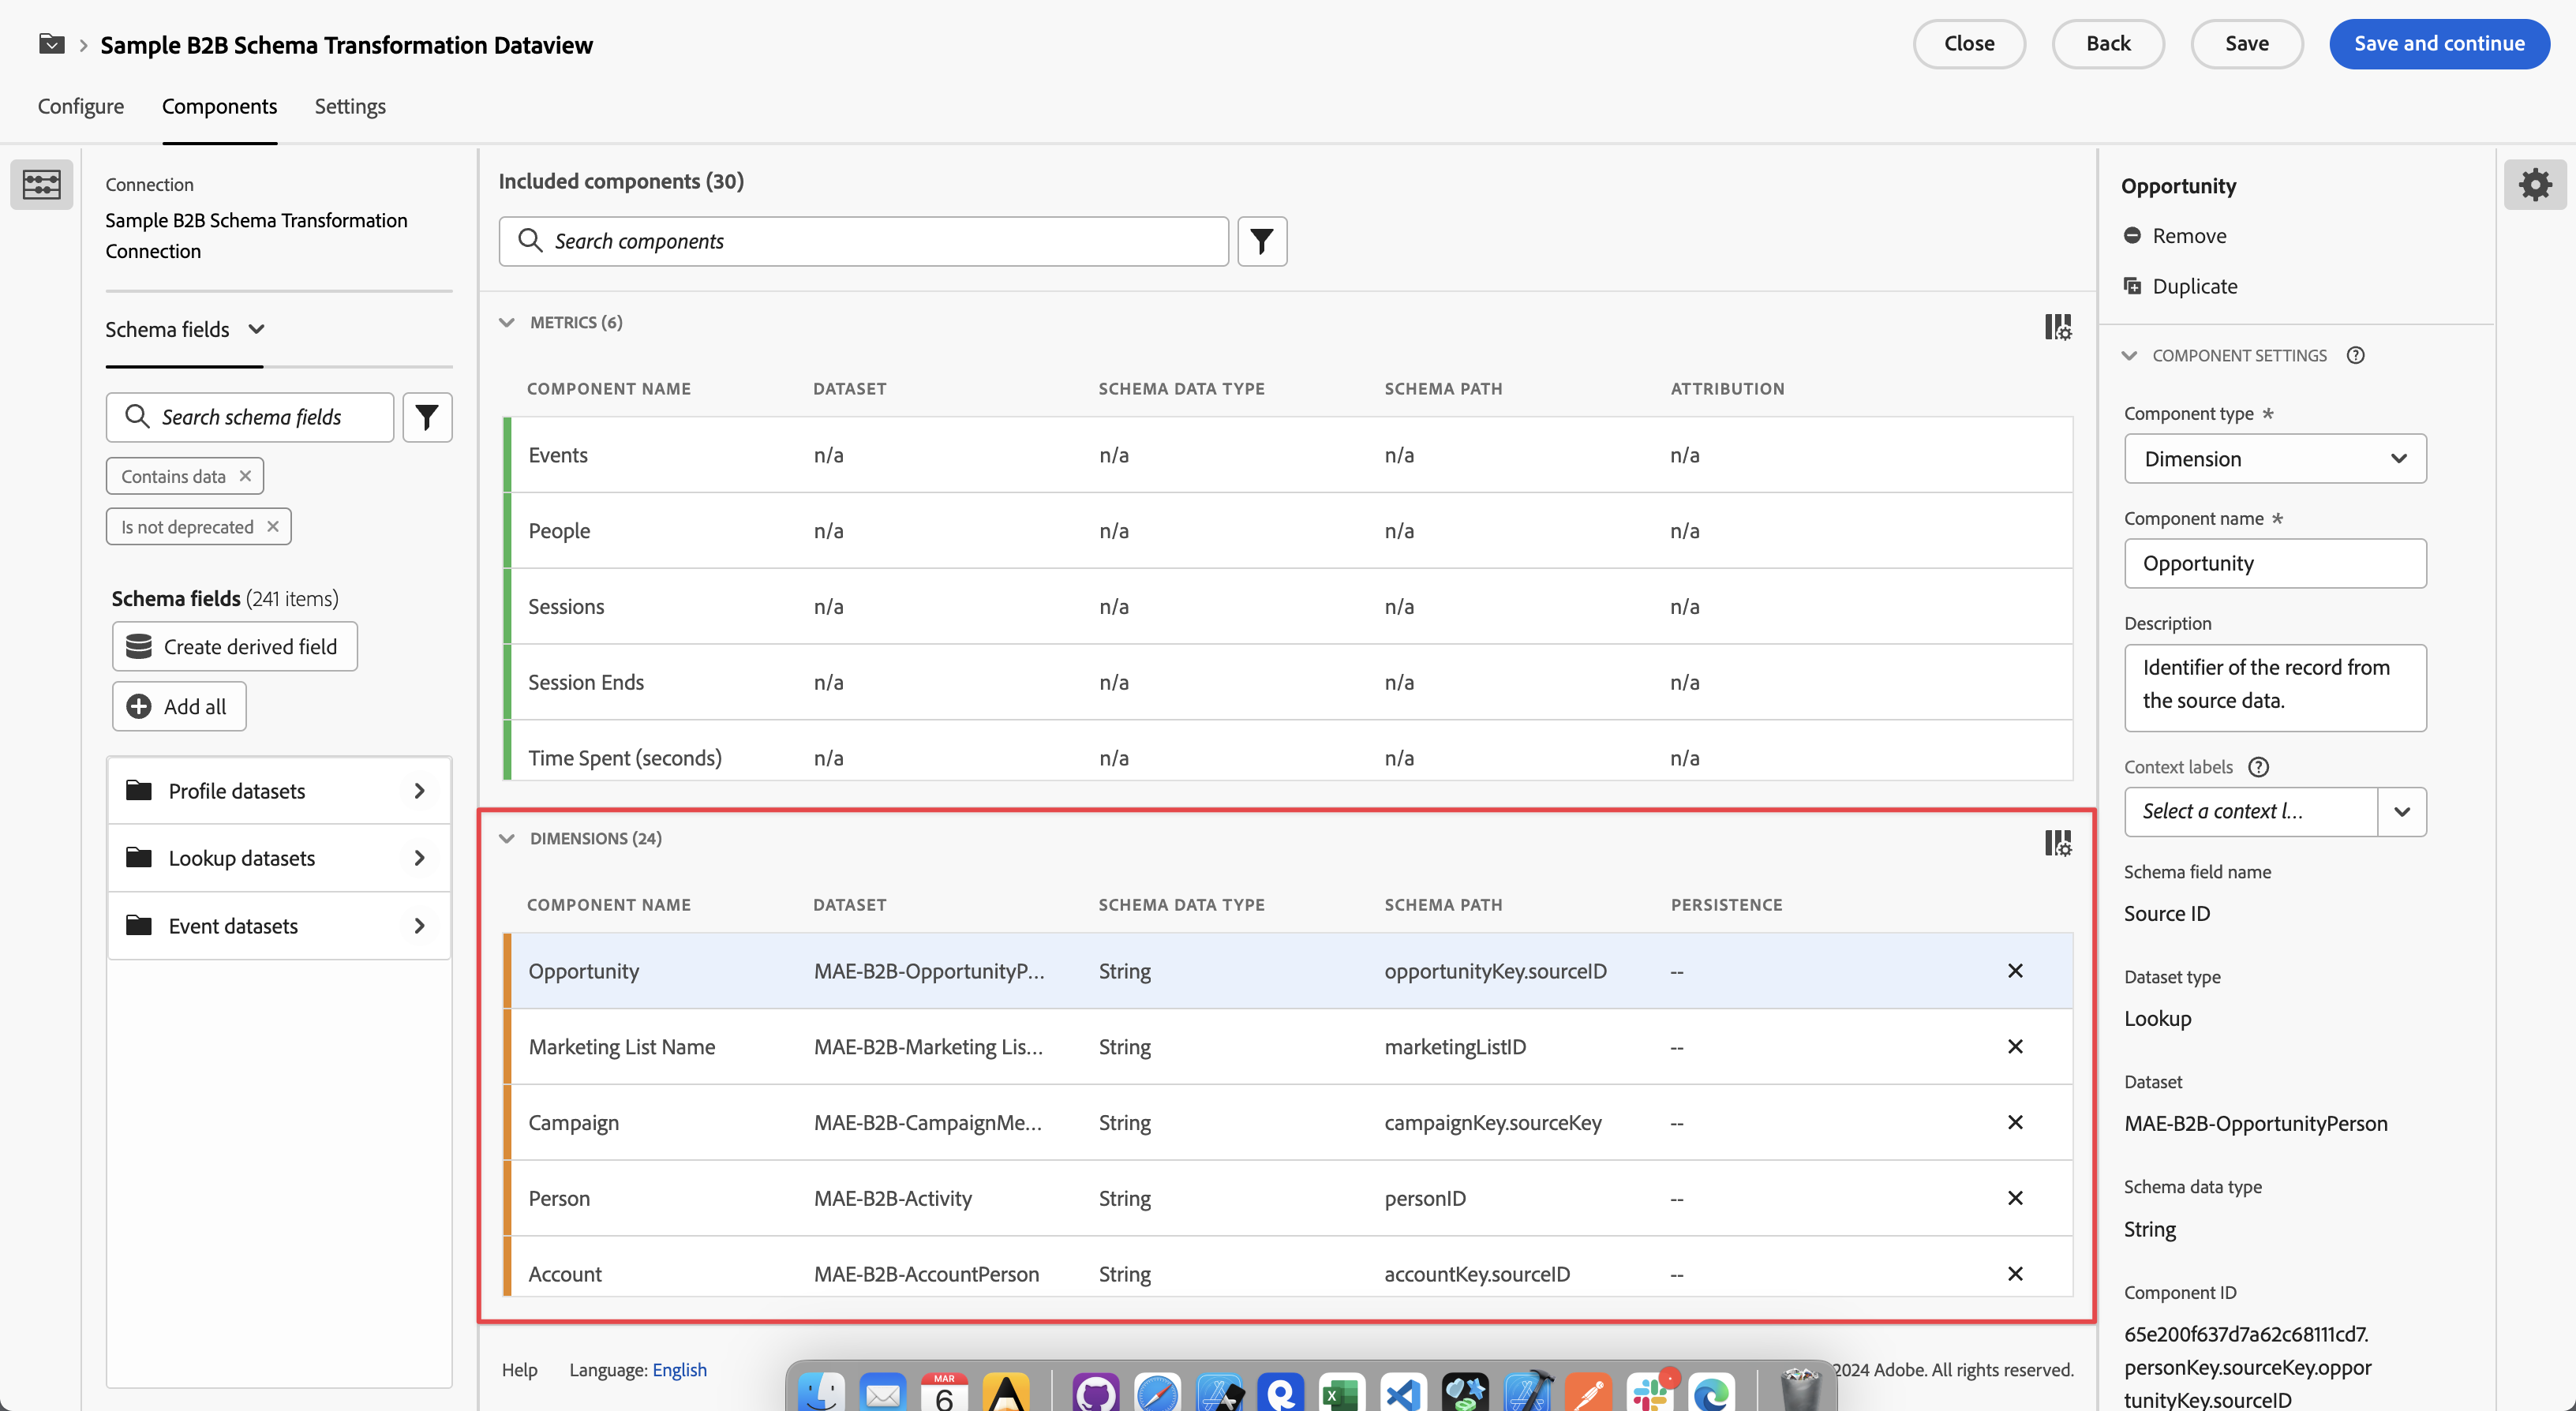 Sample B2B Schema Transformation Dataview
Close
Back
Save
Save and continue
Configure
Components
Settings
Connection
Sample B2B Schema Transformation
Connection
Schema fields
Search schema fields
Contains data
Is not deprecated
Schema fields (241 items)
Create derived field
Add all
Profile datasets
Lookup datasets
Event datasets
Included components (30)
Search components
METRICS (6)
COMPONENT NAME DATASET SCHEMA DATA TYPE SCHEMA PATH ATTRIBUTION
Events n/a n/a n/a n/a
People n/a n/a n/a n/a
Sessions n/a n/a n/a n/a
Session Ends n/a n/a n/a n/a
Time Spent (seconds) n/a n/a n/a n/a
DIMENSIONS (24)
COMPONENT NAME DATASET SCHEMA DATA TYPE SCHEMA PATH PERSISTENCE
Opportunity MAE-B2B-OpportunityP... String opportunityKey.sourceID --
Marketing List Name MAE-B2B-Marketing Lis... String marketingListID --
Campaign MAE-B2B-CampaignMe... String campaignKey.sourceKey --
Person MAE-B2B-Activity String personID --
Account MAE-B2B-AccountPerson String accountKey.sourceID --
Help
Language: English
2024 Adobe. All rights reserved.
MAR
6
Opportunity
Remove
Duplicate
COMPONENT SETTINGS
Component type *
Dimension
Component name *
Opportunity
Description
Identifier of the record from
the source data.
Context labels
Select a context l...
Schema field name
Source ID
Dataset type
Lookup
Dataset
MAE-B2B-OpportunityPerson
Schema data type
String
Component ID
65e200f637d7a62c68111cd7.
personKey.sourceKey.oppor
tunityKey.sourceID